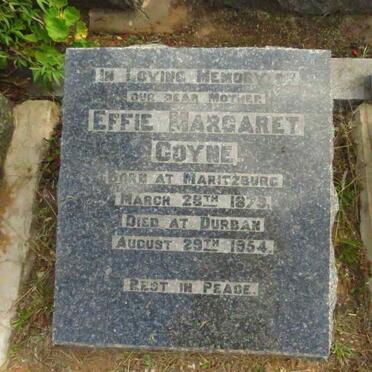 In Loving Memory of
our dear Mother
Effie Margaret
Coyne.
Born at Maritzburg
March 28th 1879.
Died at Durban
August 29th 1954.
Rest in Peace.